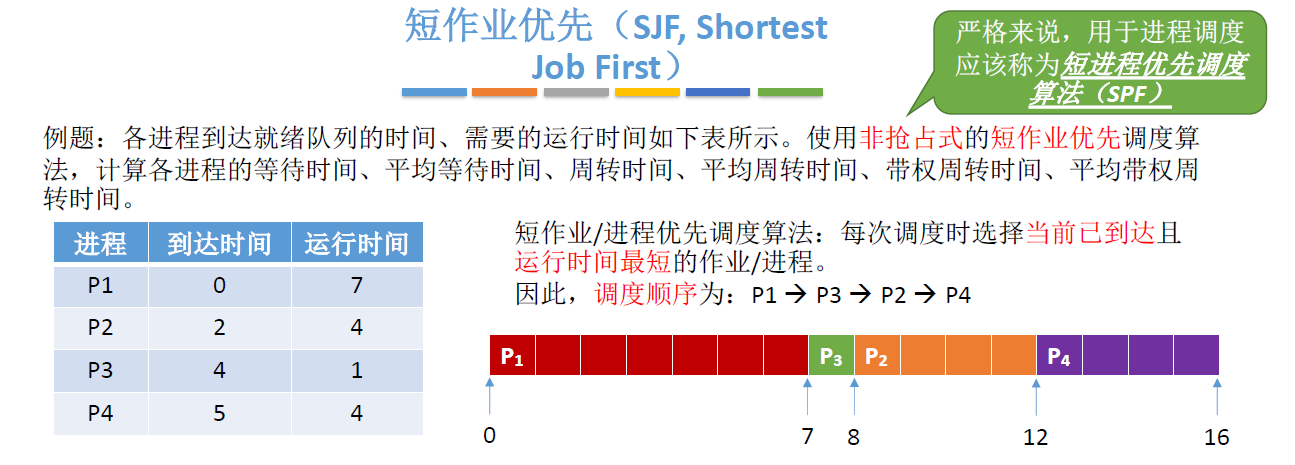 短作业优先（SJF, Shortest
Job First）
严格来说，用于进程调度
应该称为短进程优先调度
算法（SPF）
例题：各进程到达就绪队列的时间、需要的运行时间如下表所示。使用非抢占式的短作业优先调度算
法，计算各进程的等待时间、平均等待时间、周转时间、平均周转时间、带权周转时间、平均带权周
转时间。
进程 到达时间 运行时间
P1 0 7
P2 2 4
P3 4 1
P4 5 4
短作业/进程优先调度算法：每次调度时选择当前已到达且
运行时间最短的作业/进程。
因此，调度顺序为：P1 → P3 → P2 → P4
P₁ P₃ P₂ P₄
0 7 8 12 16